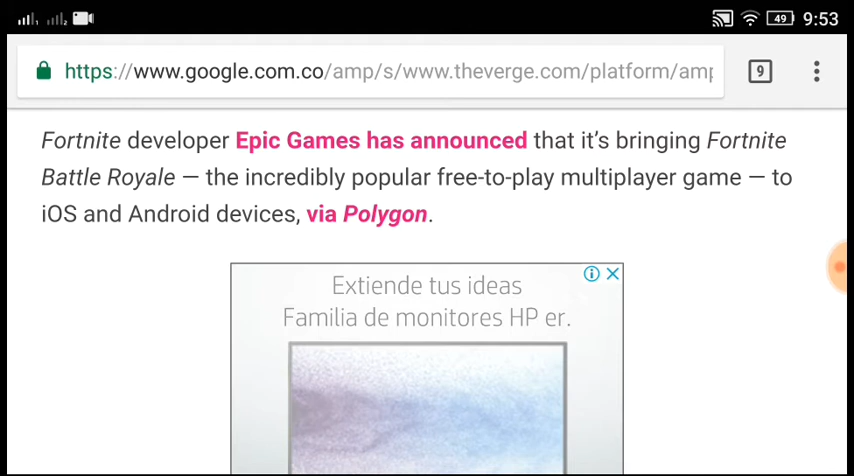 49 9:53
https://www.google.com.co/amp/s/www.theverge.com/platform/amp
9
Fortnite developer Epic Games has announced that it’s bringing Fortnite
Battle Royale — the incredibly popular free-to-play multiplayer game — to
iOS and Android devices, via Polygon.
Extiende tus ideas
Familia de monitores HP er.